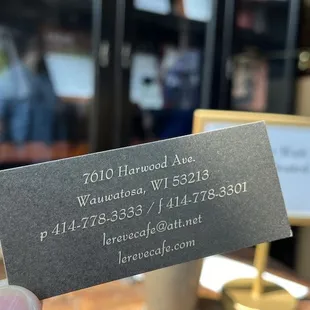 7610 Harwood Ave.
Wauwatosa, WI 53213
p 414-778-3333 / f 414-778-3301
lerevecafe@att.net
lerevecafe.com